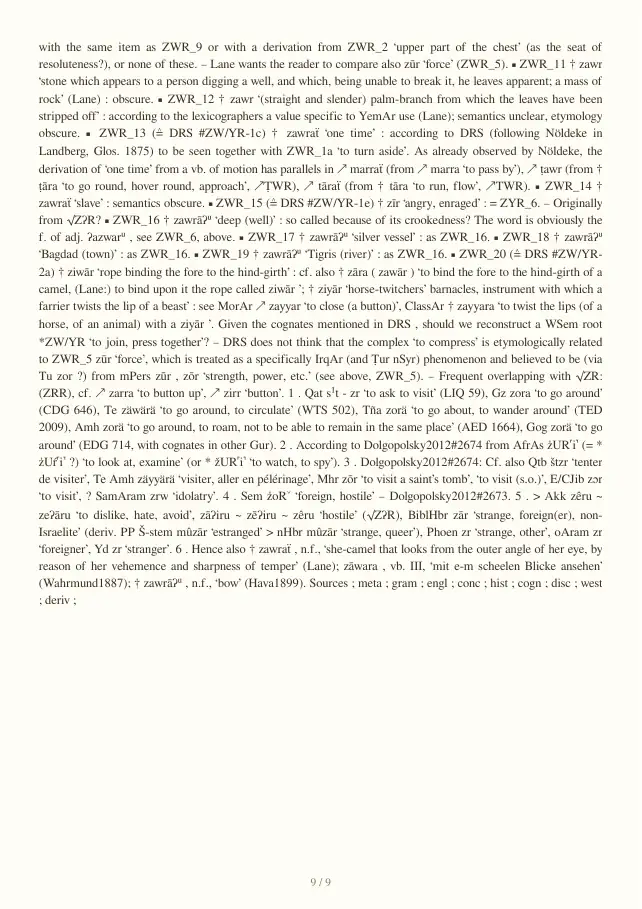 with the same item as ZWR_9 or with a derivation from ZWR_2 ‘upper part of the chest’ (as the seat of
resoluteness?), or none of these. – Lane wants the reader to compare also zūr ‘force’ (ZWR_5). ▪ ZWR_11 † zawr
‘stone which appears to a person digging a well, and which, being unable to break it, he leaves apparent; a mass of
rock’ (Lane) : obscure. ▪ ZWR_12 † zawr ‘(straight and slender) palm-branch from which the leaves have been
stripped off’ : according to the lexicographers a value specific to YemAr use (Lane); semantics unclear, etymology
obscure. ▪ ZWR_13 (≙ DRS #ZW/YR-1c) † zawraẗ ‘one time’ : according to DRS (following Nöldeke in
Landberg, Glos. 1875) to be seen together with ZWR_1a ‘to turn aside’. As already observed by Nöldeke, the
derivation of ‘one time’ from a vb. of motion has parallels in ↗ marraẗ (from ↗ marra ‘to pass by’), ↗ ṭawr (from †
ṭāra ‘to go round, hover round, approach’, ↗ṬWR), ↗ tāraẗ (from † tāra ‘to run, flow’, ↗TWR). ▪ ZWR_14 †
zawraẗ ‘slave’ : semantics obscure. ▪ ZWR_15 (≙ DRS #ZW/YR-1e) † zīr ‘angry, enraged’ : = ZYR_6. – Originally
from √ZʔR? ▪ ZWR_16 † zawrāʔᵘ ‘deep (well)’ : so called because of its crookedness? The word is obviously the
f. of adj. ʔazwarᵘ , see ZWR_6, above. ▪ ZWR_17 † zawrāʔᵘ ‘silver vessel’ : as ZWR_16. ▪ ZWR_18 † zawrāʔᵘ
‘Bagdad (town)’ : as ZWR_16. ▪ ZWR_19 † zawrāʔᵘ ‘Tigris (river)’ : as ZWR_16. ▪ ZWR_20 (≙ DRS #ZW/YR-
2a) † ziwār ‘rope binding the fore to the hind-girth’ : cf. also † zāra ( zawār ) ‘to bind the fore to the hind-girth of a
camel, (Lane:) to bind upon it the rope called ziwār ’; † ziyār ‘horse-twitchers’ barnacles, instrument with which a
farrier twists the lip of a beast’ : see MorAr ↗ zayyar ‘to close (a button)’, ClassAr † zayyara ‘to twist the lips (of a
horse, of an animal) with a ziyār ’. Given the cognates mentioned in DRS , should we reconstruct a WSem root
*ZW/YR ‘to join, press together’? – DRS does not think that the complex ‘to compress’ is etymologically related
to ZWR_5 zūr ‘force’, which is treated as a specifically IrqAr (and Ṭur nSyr) phenomenon and believed to be (via
Tu zor ?) from mPers zūr , zōr ‘strength, power, etc.’ (see above, ZWR_5). – Frequent overlapping with √ZR:
(ZRR), cf. ↗ zarra ‘to button up’, ↗ zirr ‘button’. 1 . Qat s¹t - zr ‘to ask to visit’ (LIQ 59), Gz zora ‘to go around’
(CDG 646), Te zäwärä ‘to go around, to circulate’ (WTS 502), Tña zorä ‘to go about, to wander around’ (TED
2009), Amh zorä ‘to go around, to roam, not to be able to remain in the same place’ (AED 1664), Gog zorä ‘to go
around’ (EDG 714, with cognates in other Gur). 2 . According to Dolgopolsky2012#2674 from AfrAs żURˁiˀ (= *
żUrˁiˀ ?) ‘to look at, examine’ (or * žURˁiˀ ‘to watch, to spy’). 3 . Dolgopolsky2012#2674: Cf. also Qtb štzr ‘tenter
de visiter’, Te Amh zäyyärä ‘visiter, aller en pélérinage’, Mhr zōr ‘to visit a saint’s tomb’, ‘to visit (s.o.)’, E/CJib zɔr
‘to visit’, ? SamAram zrw ‘idolatry’. 4 . Sem żoRˇ ‘foreign, hostile’ – Dolgopolsky2012#2673. 5 . > Akk zêru ~
zeʔāru ‘to dislike, hate, avoid’, zāʔiru ~ zēʔiru ~ zêru ‘hostile’ (√ZʔR), BiblHbr zār ‘strange, foreign(er), non-
Israelite’ (deriv. PP Š-stem mûzār ‘estranged’ > nHbr mûzār ‘strange, queer’), Phoen zr ‘strange, other’, oAram zr
‘foreigner’, Yd zr ‘stranger’. 6 . Hence also † zawraẗ , n.f., ‘she-camel that looks from the outer angle of her eye, by
reason of her vehemence and sharpness of temper’ (Lane); zāwara , vb. III, ‘mit e-m scheelen Blicke ansehen’
(Wahrmund1887); † zawrāʔᵘ , n.f., ‘bow’ (Hava1899). Sources ; meta ; gram ; engl ; conc ; hist ; cogn ; disc ; west
; deriv ;
9 / 9